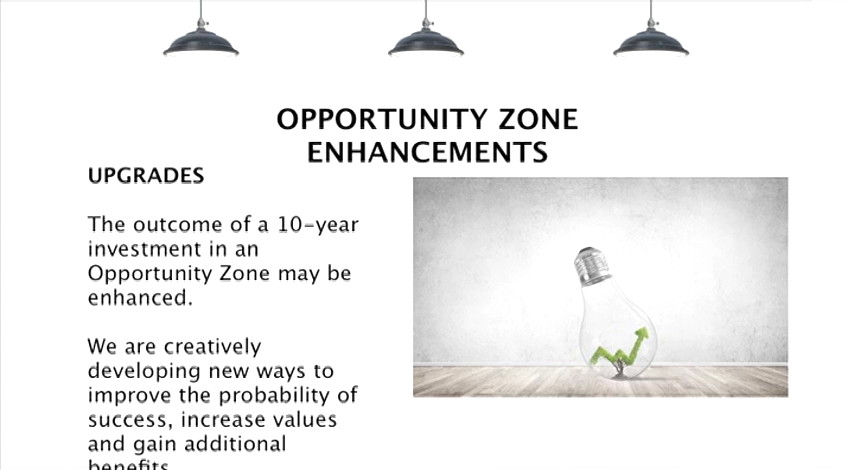 OPPORTUNITY ZONE
ENHANCEMENTS
UPGRADES
The outcome of a 10-year
investment in an
Opportunity Zone may be
enhanced.
We are creatively
developing new ways to
improve the probability of
success, increase values
and gain additional
benefits.